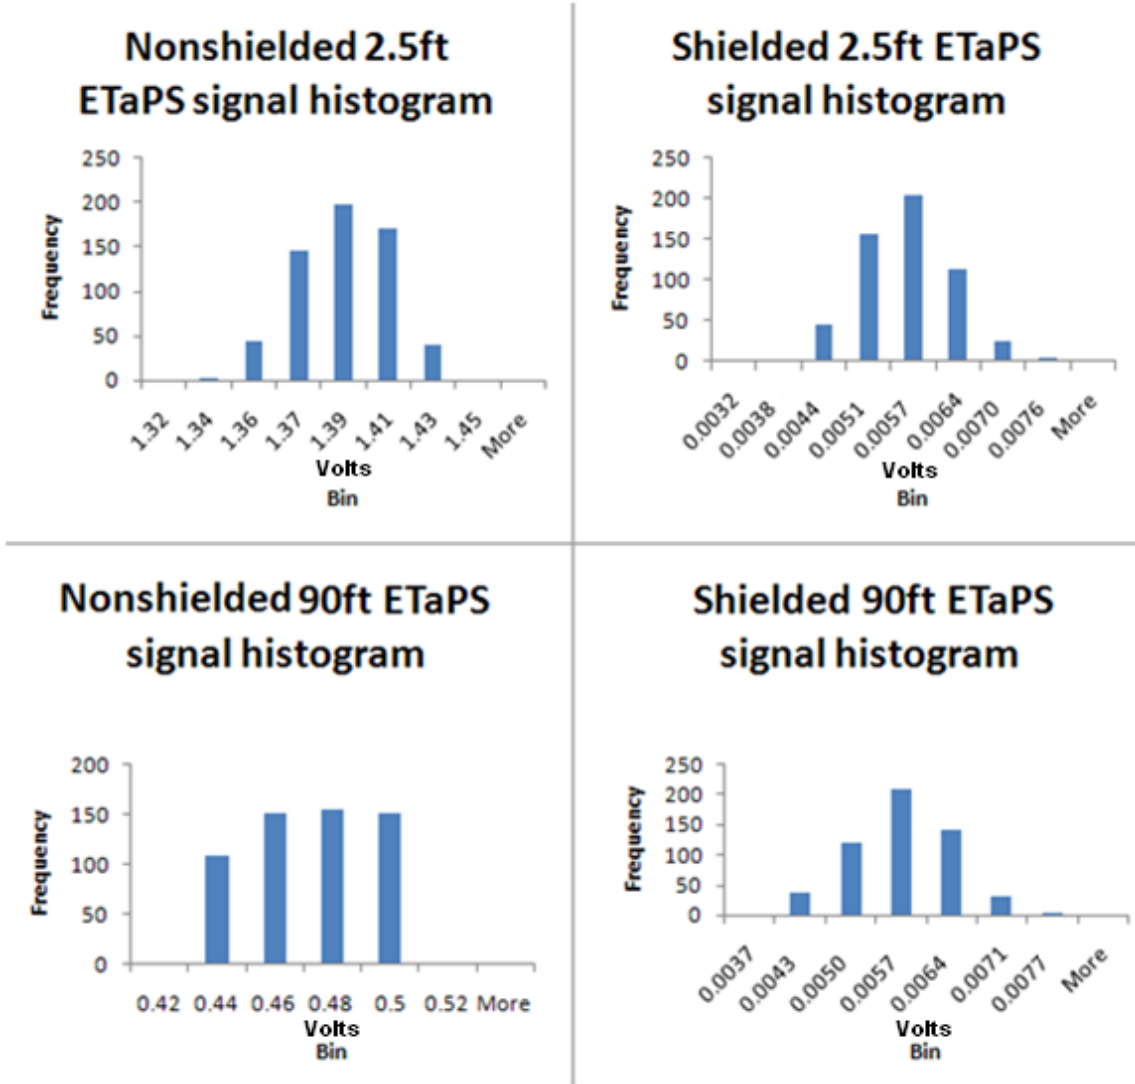 Nonshielded 2.5ft
ETaPS signal histogram
250
200
150
100
50
0
Frequency
1.32 1.34 1.36 1.37 1.39 1.41 1.43 1.45 More
Volts
Bin
Shielded 2.5ft ETaPS
signal histogram
250
200
150
100
50
0
Frequency
0.0032 0.0038 0.0044 0.0051 0.0057 0.0064 0.0070 0.0076 More
Volts
Bin
Nonshielded 90ft ETaPS
signal histogram
200
150
100
50
0
Frequency
0.42 0.44 0.46 0.48 0.5 0.52 More
Volts
Bin
Shielded 90ft ETaPS
signal histogram
250
200
150
100
50
0
Frequency
0.0037 0.0043 0.0050 0.0057 0.0064 0.0071 0.0077 More
Volts
Bin